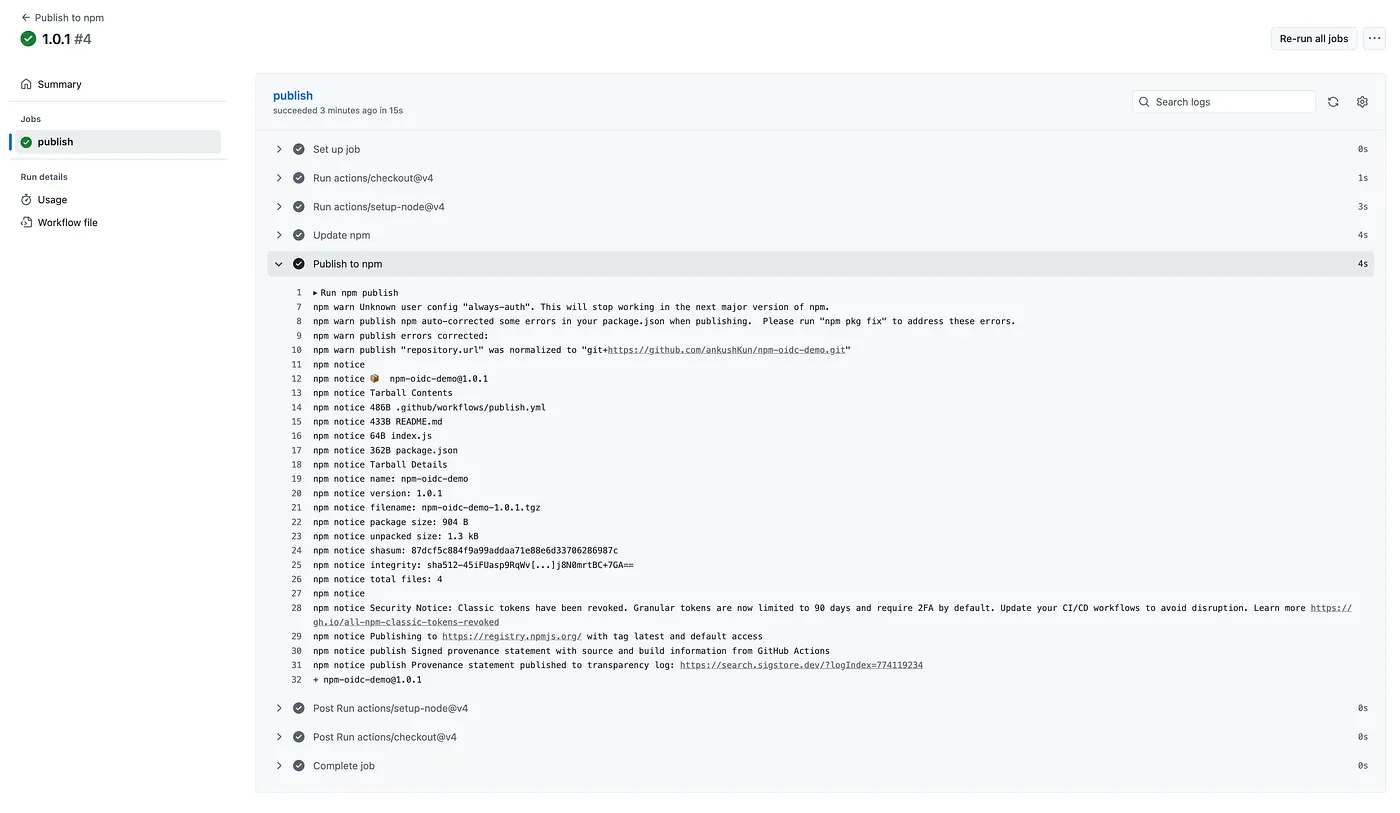 ← Publish to npm
1.0.1 #4
Re-run all jobs
Summary
Jobs
publish
Run details
Usage
Workflow file
publish
succeeded 3 minutes ago in 15s
Search logs
Set up job 0s
Run actions/checkout@v4 1s
Run actions/setup-node@v4 3s
Update npm 4s
Publish to npm 4s
1 ▸ Run npm publish
7 npm warn Unknown user config "always-auth". This will stop working in the next major version of npm.
8 npm warn publish npm auto-corrected some errors in your package.json when publishing.  Please run "npm pkg fix" to address these errors.
9 npm warn publish errors corrected:
10 npm warn publish "repository.url" was normalized to "git+https://github.com/ankushKun/npm-oidc-demo.git"
11 npm notice
12 npm notice 📦  npm-oidc-demo@1.0.1
13 npm notice Tarball Contents
14 npm notice 486B .github/workflows/publish.yml
15 npm notice 433B README.md
16 npm notice 64B index.js
17 npm notice 362B package.json
18 npm notice Tarball Details
19 npm notice name: npm-oidc-demo
20 npm notice version: 1.0.1
21 npm notice filename: npm-oidc-demo-1.0.1.tgz
22 npm notice package size: 904 B
23 npm notice unpacked size: 1.3 kB
24 npm notice shasum: 87dcf5c884f9a99addaa71e88e6d33706286987c
25 npm notice integrity: sha512-45iFUasp9RqWv[...]j8N0mrtBC+7GA==
26 npm notice total files: 4
27 npm notice
28 npm notice Security Notice: Classic tokens have been revoked. Granular tokens are now limited to 90 days and require 2FA by default. Update your CI/CD workflows to avoid disruption. Learn more https://
gh.io/all-npm-classic-tokens-revoked
29 npm notice Publishing to https://registry.npmjs.org/ with tag latest and default access
30 npm notice publish Signed provenance statement with source and build information from GitHub Actions
31 npm notice publish Provenance statement published to transparency log: https://search.sigstore.dev/?logIndex=774119234
32 + npm-oidc-demo@1.0.1
Post Run actions/setup-node@v4 0s
Post Run actions/checkout@v4 0s
Complete job 0s